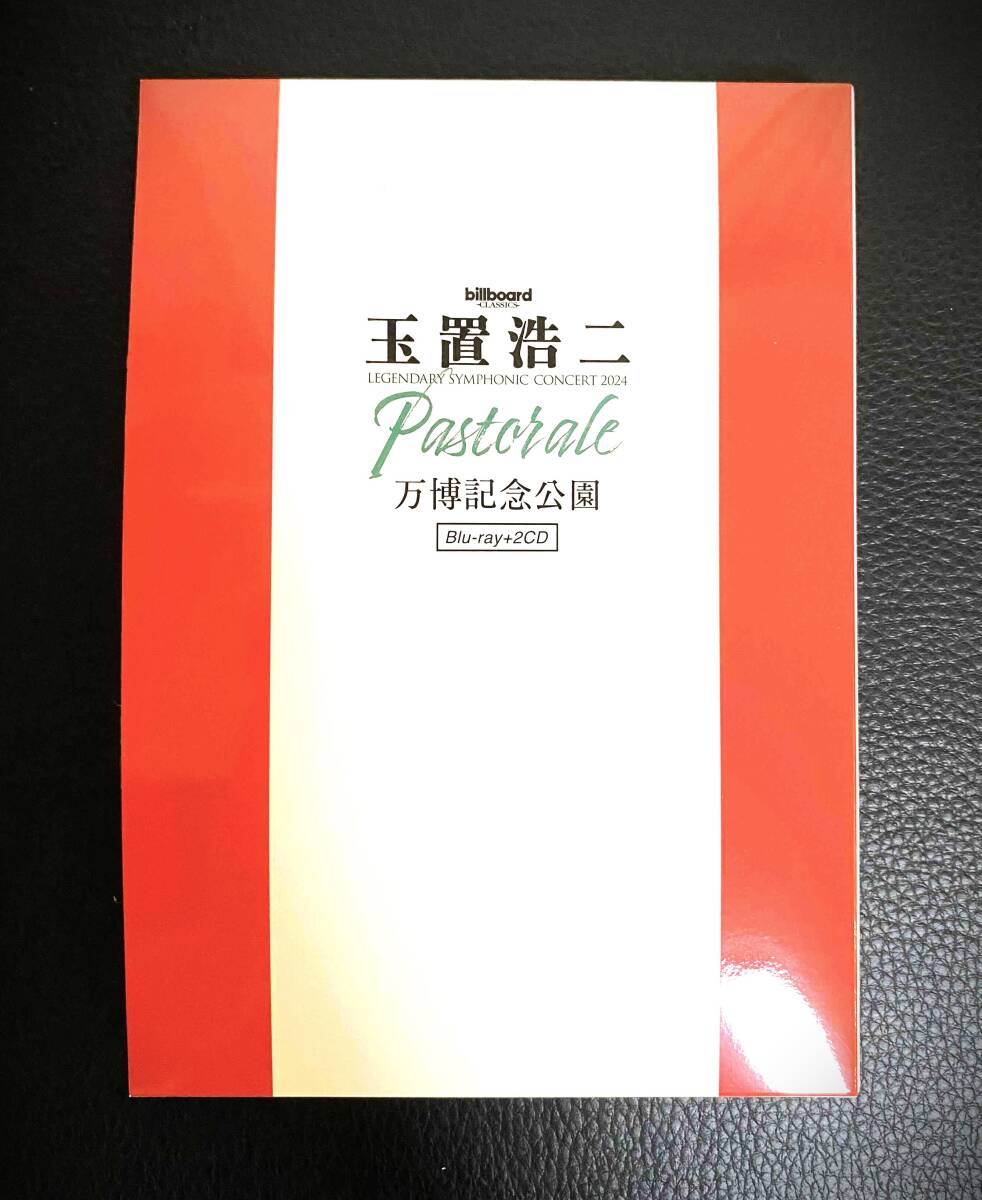 billboard
-CLASSICS-
玉置浩二
LEGENDARY SYMPHONIC CONCERT 2024
Pastorale
万博記念公園
Blu-ray+2CD